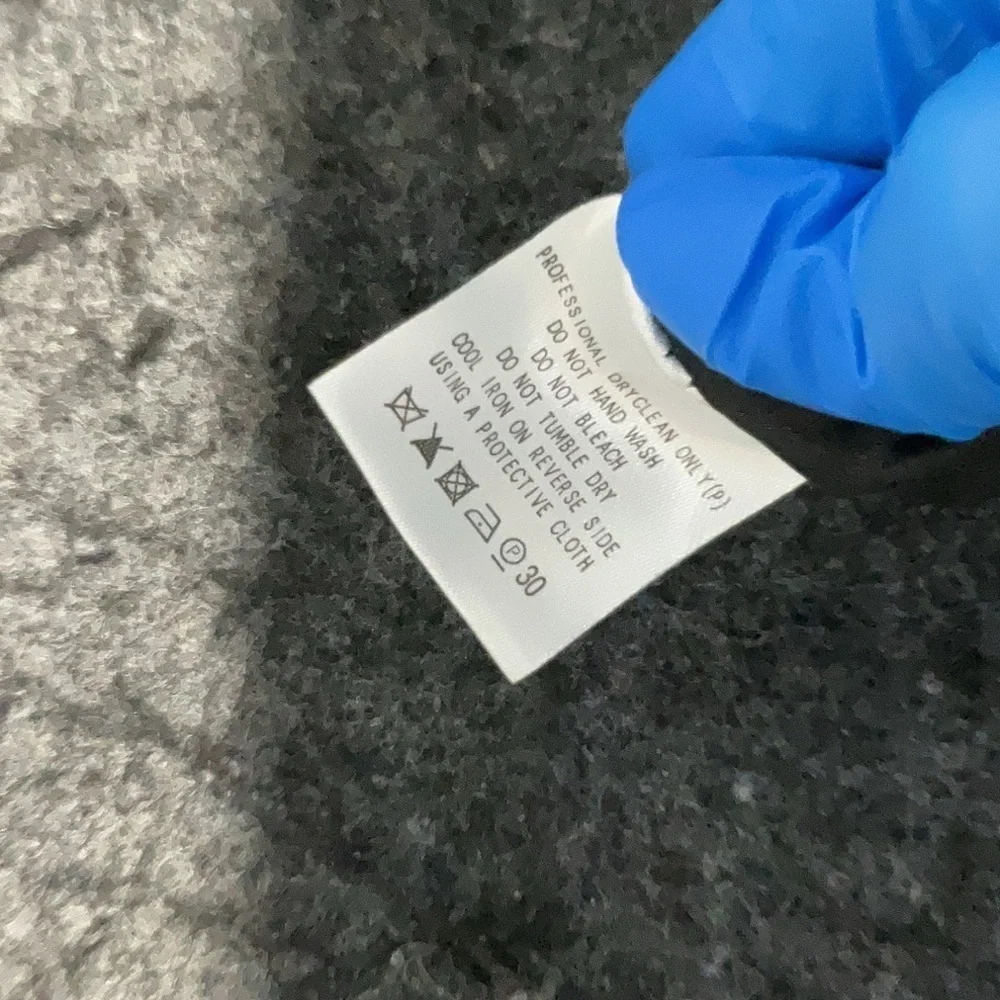 PROFESSIONAL DRYCLEAN ONLY(P)
DO NOT HAND WASH
DO NOT BLEACH
DO NOT TUMBLE DRY
COOL IRON ON REVERSE SIDE
USING A PROTECTIVE CLOTH
P 30